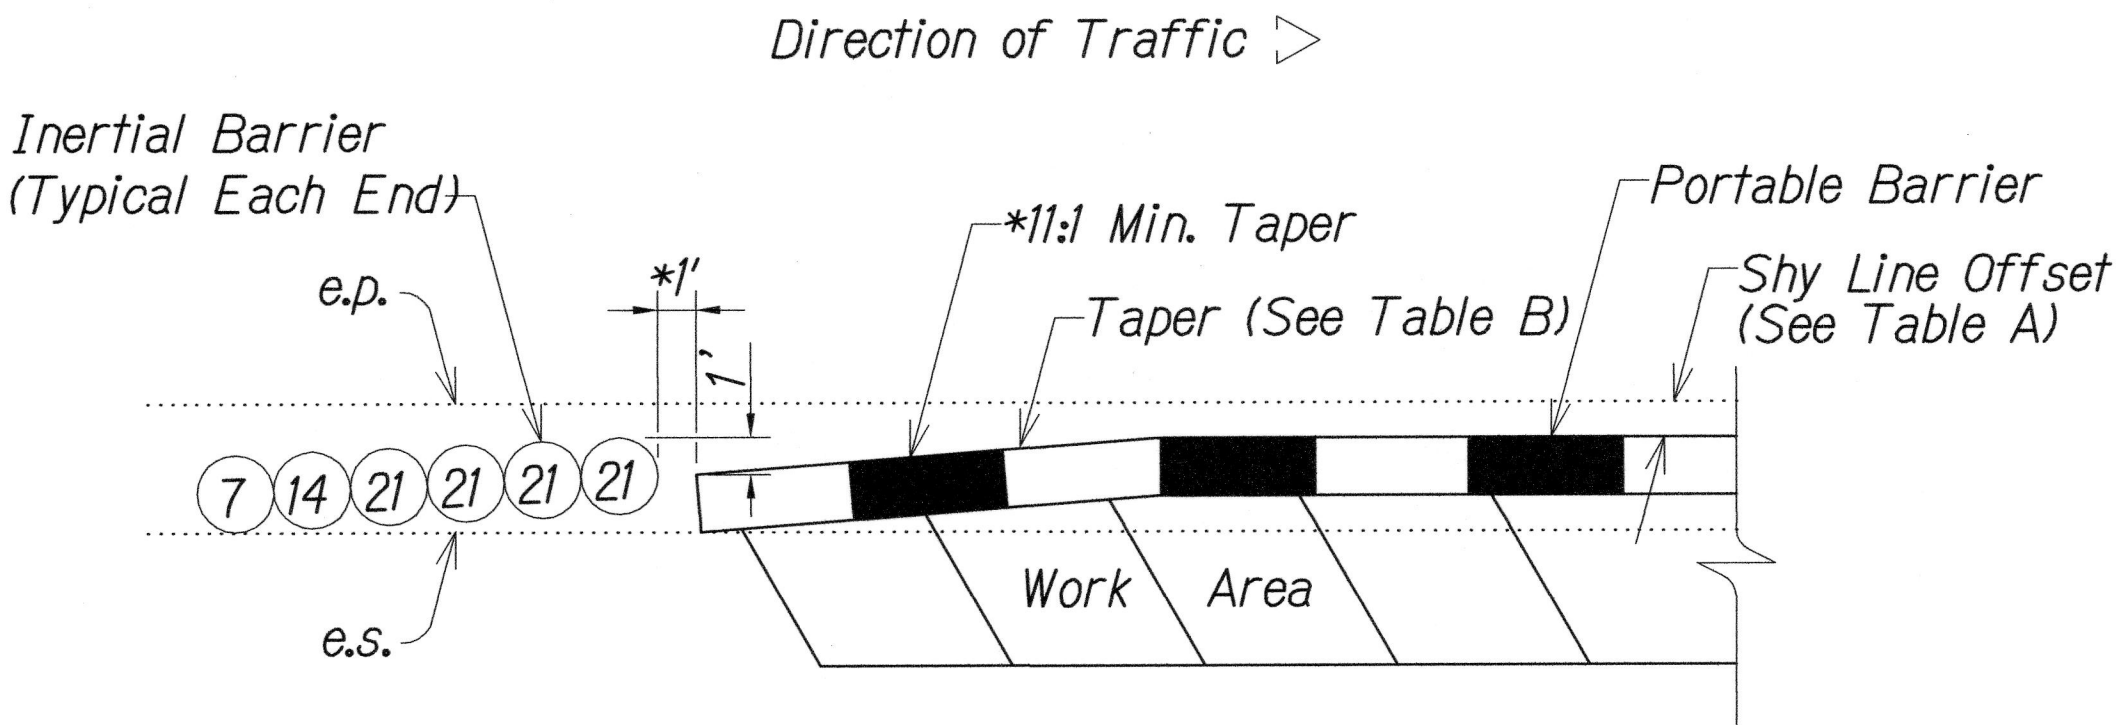 Direction of Traffic
Inertial Barrier
(Typical Each End)
Portable Barrier
*11:1 Min. Taper
Shy Line Offset
(See Table A)
*1'
e.p.
Taper (See Table B)
1'
7 14 21 21 21 21
Work Area
e.s.